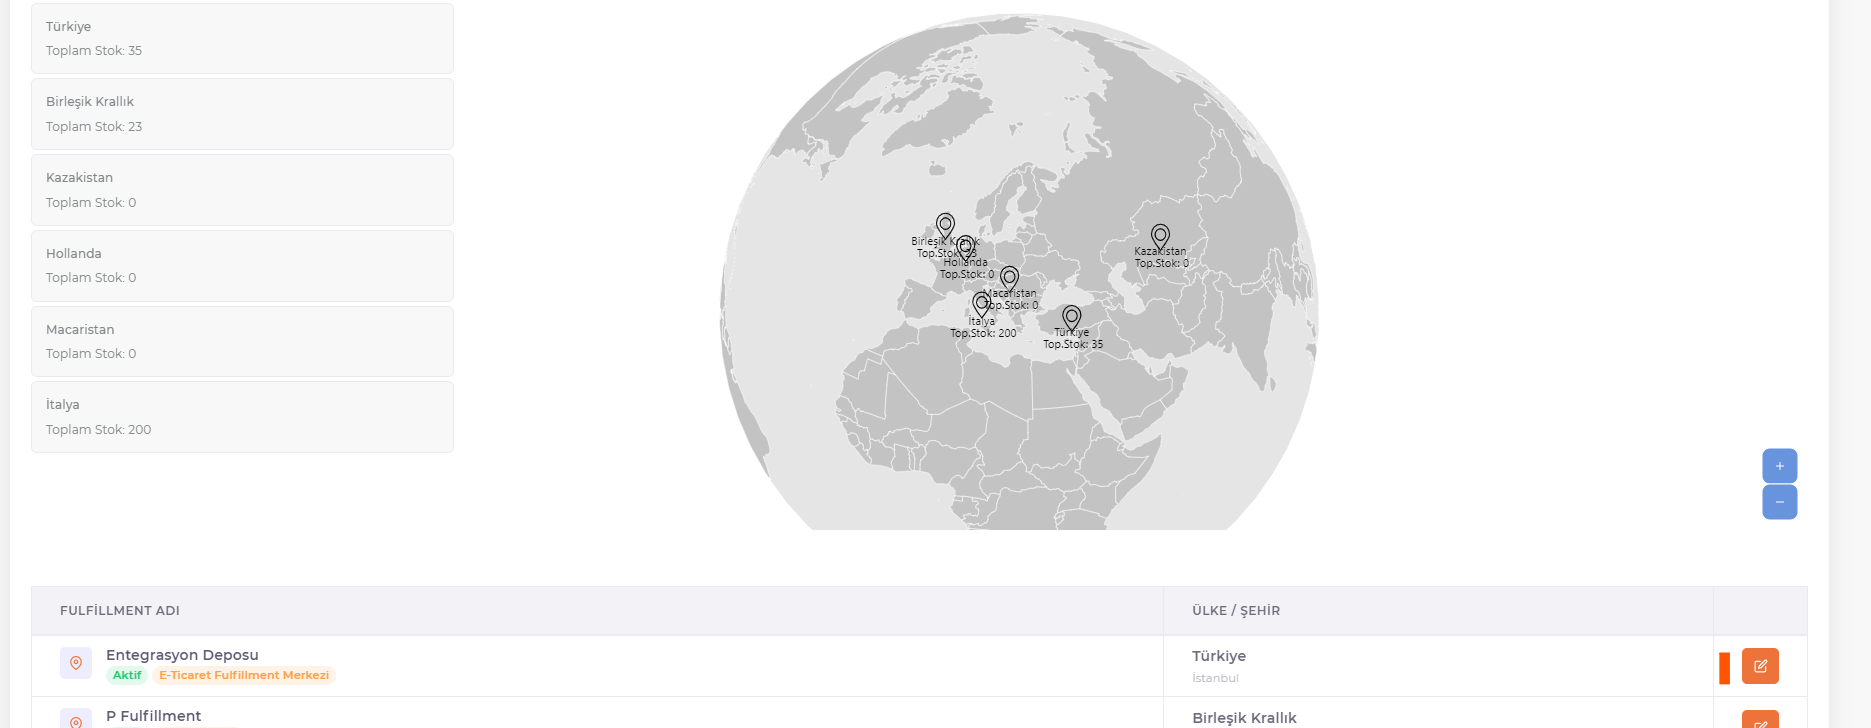 Türkiye
Toplam Stok: 35
Birleşik Krallık
Toplam Stok: 23
Kazakistan
Toplam Stok: 0
Hollanda
Toplam Stok: 0
Macaristan
Toplam Stok: 0
İtalya
Toplam Stok: 200
Birleşik Krallık
Top.Stok: 23
Hollanda
Top.Stok: 0
Kazakistan
Top.Stok: 0
Macaristan
Top.Stok: 0
İtalya
Top.Stok: 200
Türkiye
Top.Stok: 35
+
−
FULFİLLMENT ADI
ÜLKE / ŞEHİR
Entegrasyon Deposu
Aktif E-Ticaret Fulfillment Merkezi
Türkiye
İstanbul
P Fulfillment
Birleşik Krallık